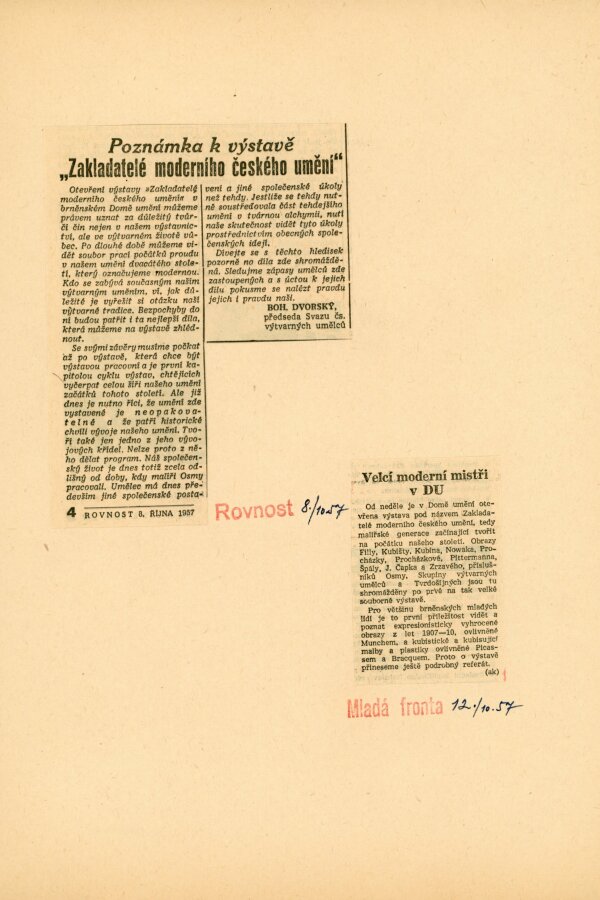 Poznámka k výstavě
„Zakladatelé moderního českého umění“
Otevření výstavy »Zakladatelé
moderního českého umění« v
brněnském Domě umění můžeme
právem uznat za důležitý tvůr-
čí čin nejen v našem výstavnic-
tví, ale ve výtvarném životě vů-
bec. Po dlouhé době můžeme vi-
dět soubor prací počátků proudu
v našem umění dvacátého stole-
tí, který označujeme modernou.
Kdo se zabývá současným naším
výtvarným uměním, ví, jak dů-
ležité je vyřešit si otázku naší
výtvarné tradice. Bezpochyby do
ní budou patřit i ta nejlepší díla,
která můžeme na výstavě zhléd-
nout.
Se svými závěry musíme počkat
až po výstavě, která chce být
výstavou pracovní a je první ka-
pitolou cyklu výstav, chtějících
vyčerpat celou šíři našeho umění
začátků tohoto století. Ale již
dnes je nutno říci, že umění zde
vystavené je neopakova-
telné a že patří historické
chvíli vývoje našeho umění. Tvo-
ří také jen jedno z jeho vývo-
jových křídel. Nelze proto z ně-
ho dělat program. Náš společen-
ský život je dnes totiž zcela od-
lišný od doby, kdy malíři Osmy
pracovali. Umělec má dnes pře-
devším jiné společenské posta-
vení a jiné společenské úkoly
než tehdy. Jestliže se tehdy nut-
ně soustřeďovala část tehdejšího
umění v tvárnou alchymii, nutí
naše skutečnost vidět tyto úkoly
prostřednictvím obecných spole-
čenských idejí.
Dívejte se s těchto hledisek
pozorně na díla zde shromáždě-
ná. Sledujme zápasy umělců zde
zastoupených a s úctou k jejich
dílu pokusme se nalézt pravdu
jejich i pravdu naši.
BOH. DVORSKÝ,
předseda Svazu čs.
výtvarných umělců
4 ROVNOST 8. ŘÍJNA 1957
Rovnost 8./10 57
Velcí moderní mistři
v DU
Od neděle je v Domě umění ote-
vřena výstava pod názvem Zaklada-
telé moderního českého umění, tedy
malířské generace začínající tvořit
na počátku našeho století. Obrazy
Filly, Kubišty, Kubína, Nowaka, Pro-
cházky, Procházkové, Pittermanna,
Špály, J. Čapka a Zrzavého, přísluš-
níků Osmy, Skupiny výtvarných
umělců a Tvrdošíjných jsou tu
shromážděny po prvé na tak velké
souborné výstavě.
Pro většinu brněnských mladých
lidí je to první příležitost vidět a
poznat expresionisticky vyhrocené
obrazy z let 1907—10, ovlivněné
Munchem, a kubistické a kubisující
malby a plastiky ovlivněné Picas-
sem a Bracquem. Proto o výstavě
přineseme ještě podrobný referát.
(ak)
Mladá fronta 12./10.57